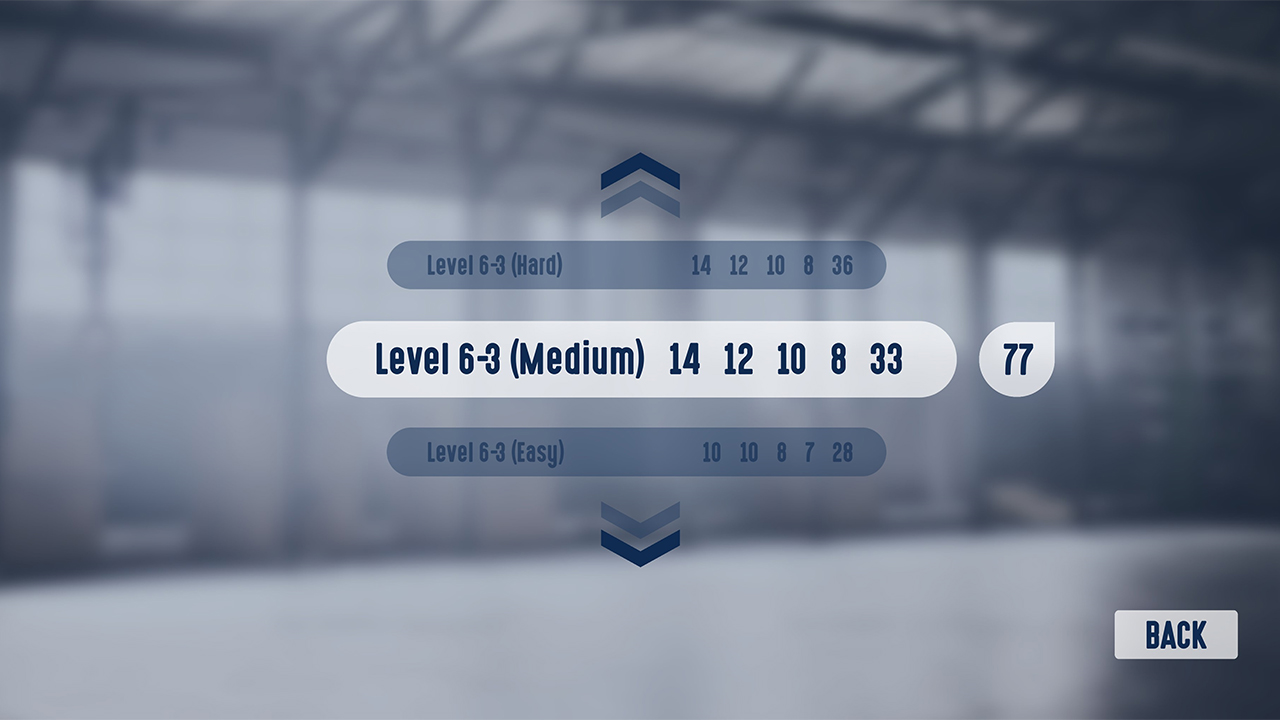 Level 6-3 (Hard) 14 12 10 8 36
Level 6-3 (Medium) 14 12 10 8 33 77
Level 6-3 (Easy) 10 10 8 7 28
BACK